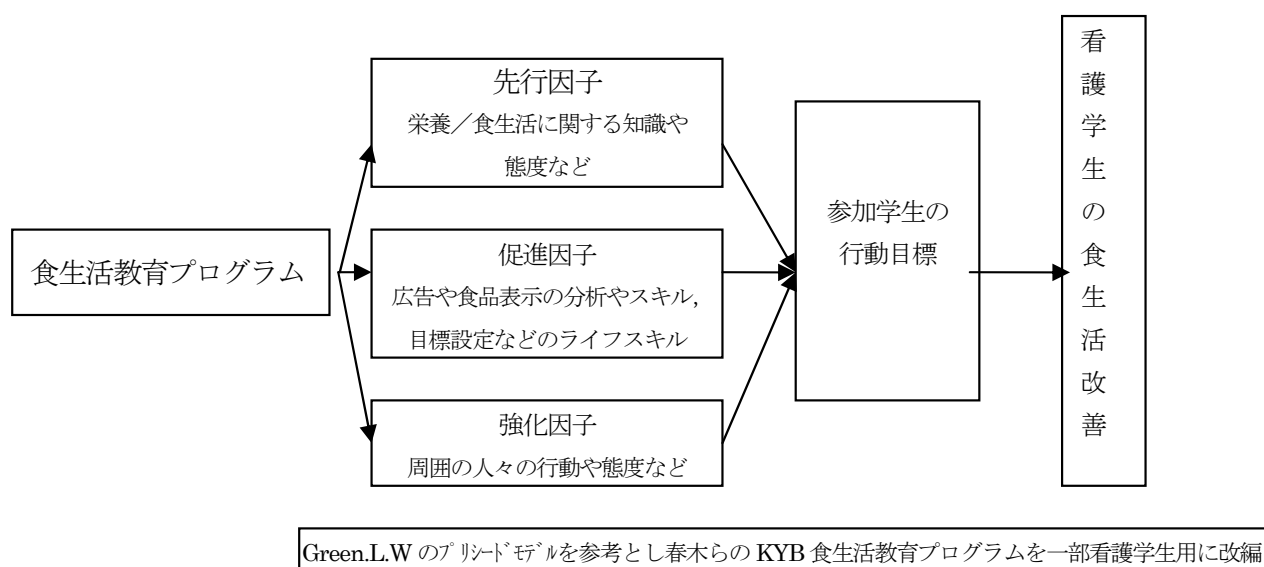 食生活教育プログラム
先行因子
栄養／食生活に関する知識や
態度など
促進因子
広告や食品表示の分析やスキル,
目標設定などのライフスキル
強化因子
周囲の人々の行動や態度など
参加学生の
行動目標
看護学生の食生活改善
Green.L.W のﾌﾟﾘｼｰﾄﾞﾓﾃﾞﾙを参考とし春木らの KYB 食生活教育プログラムを一部看護学生用に改編